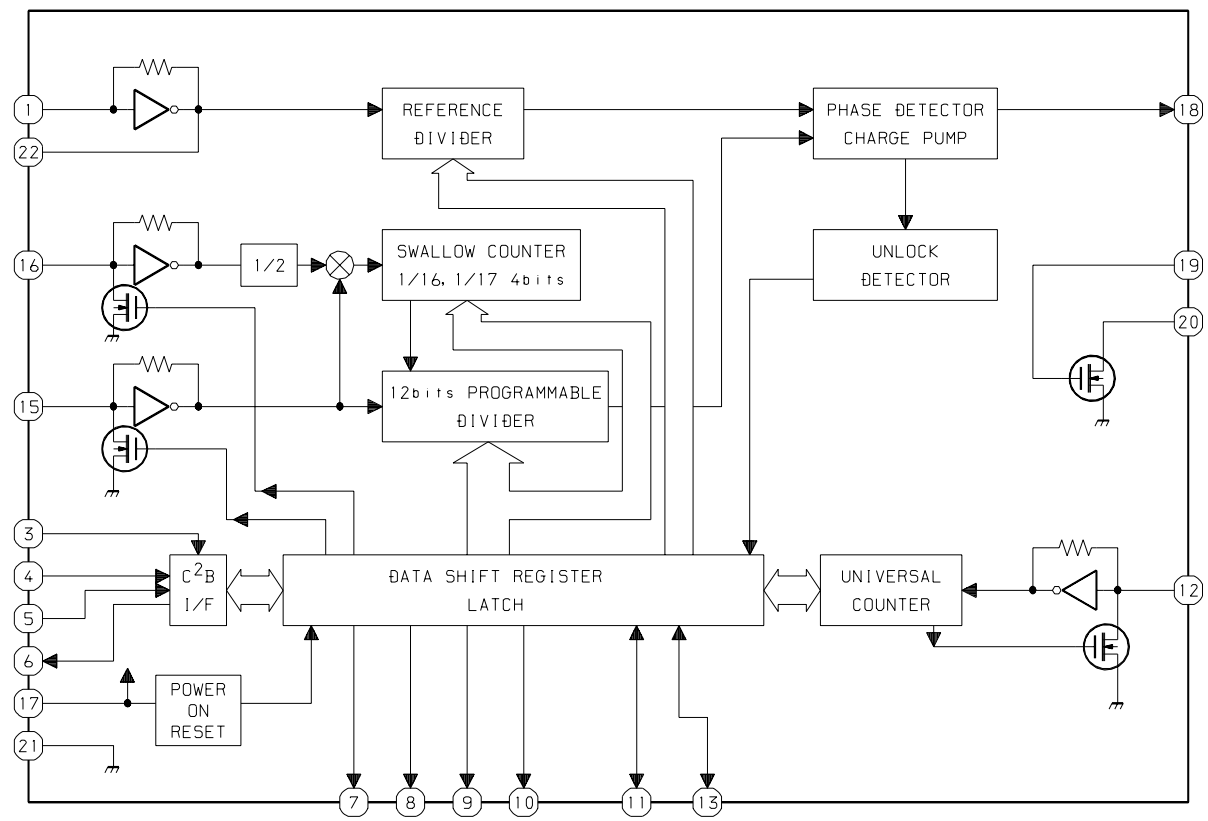 1
REFERENCE
DIVIDER
PHASE DETECTOR
CHARGE PUMP
18
22
16
1/2
SWALLOW COUNTER
1/16, 1/17 4bits
UNLOCK
DETECTOR
19
20
15
12bits PROGRAMMABLE
DIVIDER
3
4
5
6
C²B
I/F
DATA SHIFT REGISTER
LATCH
UNIVERSAL
COUNTER
12
17
POWER
ON
RESET
21
7
8
9
10
11
13